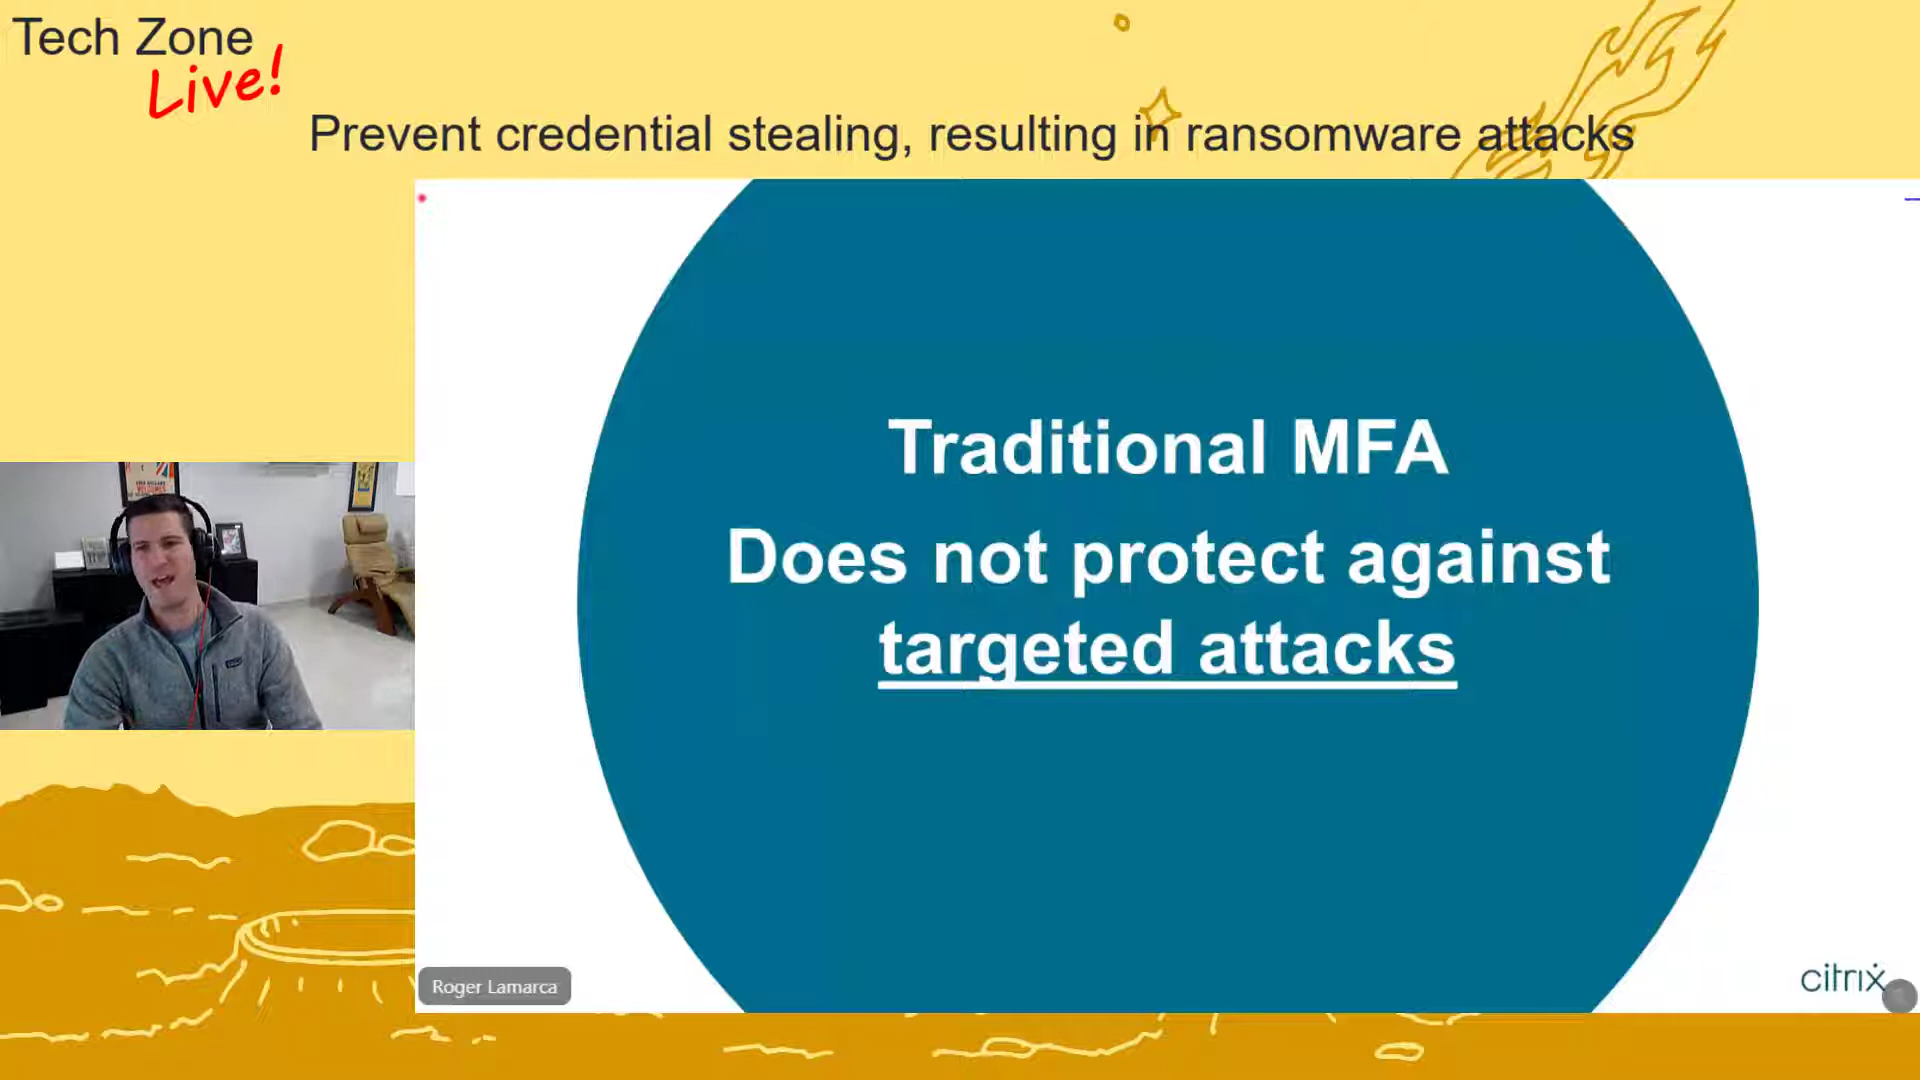 Tech Zone
Live!
Prevent credential stealing, resulting in ransomware attacks
Traditional MFA
Does not protect against
targeted attacks
Roger Lamarca
citrix